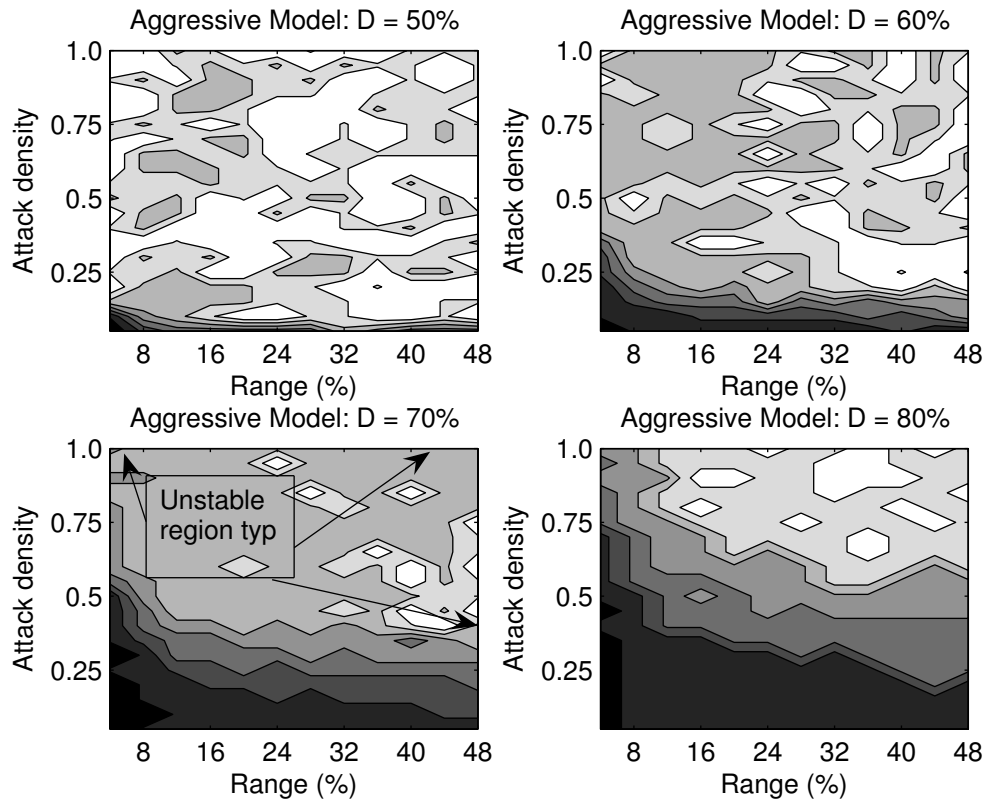 Aggressive Model: D = 50%
Attack density
1.0
0.75
0.5
0.25
8 16 24 32 40 48
Range (%)
Aggressive Model: D = 60%
Attack density
1.0
0.75
0.5
0.25
8 16 24 32 40 48
Range (%)
Aggressive Model: D = 70%
Attack density
1.0
0.75
0.5
0.25
Unstable
region typ
8 16 24 32 40 48
Range (%)
Aggressive Model: D = 80%
Attack density
1.0
0.75
0.5
0.25
8 16 24 32 40 48
Range (%)